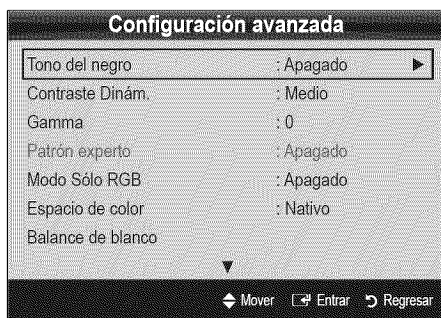 Configuración avanzada
Tono del negro : Apagado
Contraste Dinám. : Medio
Gamma : 0
Patrón experto : Apagado
Modo Sólo RGB : Apagado
Espacio de color : Nativo
Balance de blanco
Mover Entrar Regresar